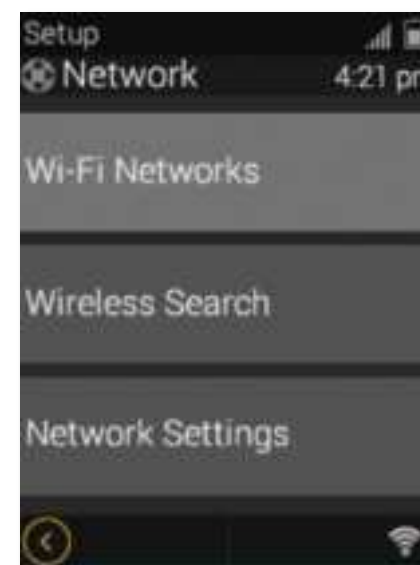 Setup
Network
4:21 pm
Wi-Fi Networks
Wireless Search
Network Settings